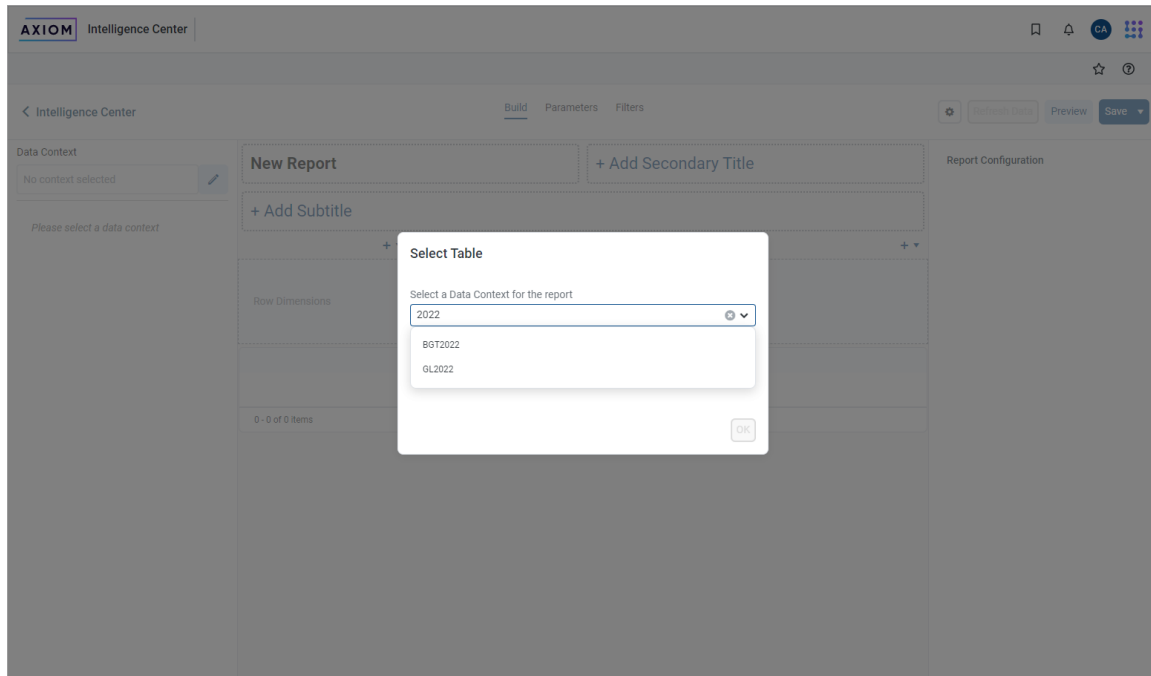 AXIOM Intelligence Center
CA
Intelligence Center
Build Parameters Filters
Refresh Data Preview Save
Data Context
No context selected
Please select a data context
New Report
+ Add Secondary Title
+ Add Subtitle
Report Configuration
+
+
Row Dimensions
0 - 0 of 0 items
Select Table
Select a Data Context for the report
2022
BGT2022
GL2022
OK